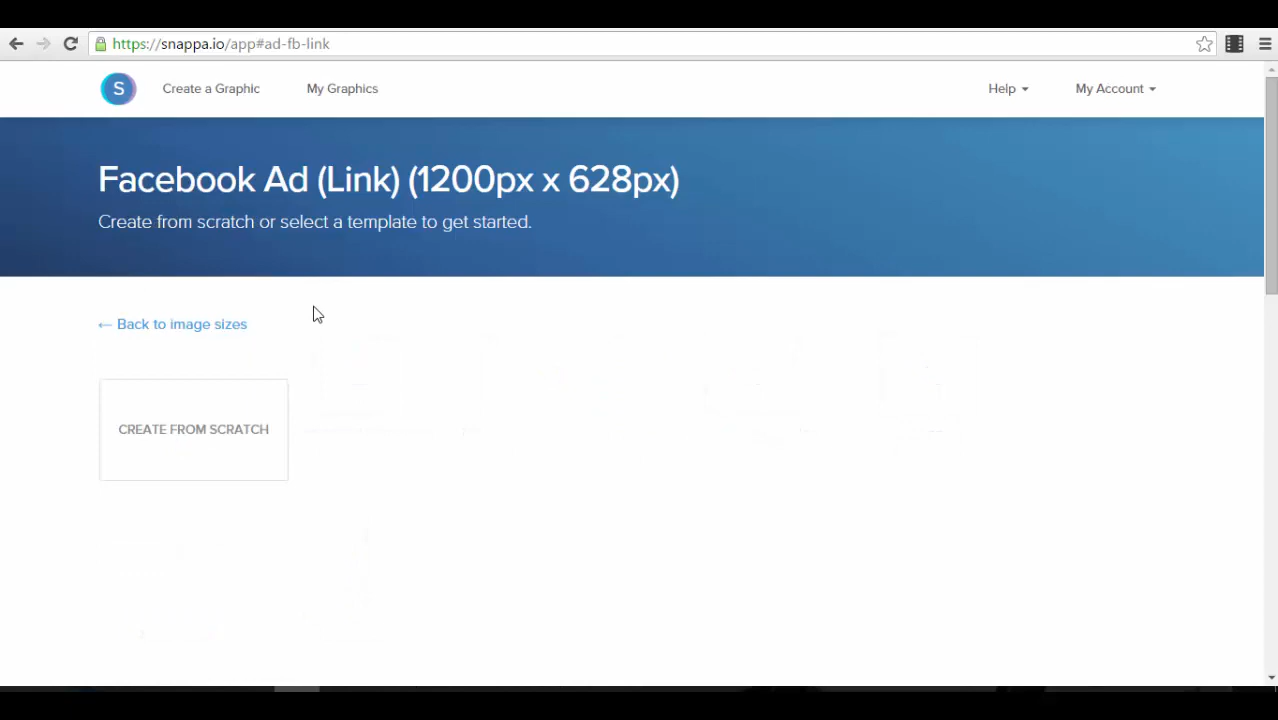 https://snappa.io/app#ad-fb-link
S
Create a Graphic
My Graphics
Help
My Account
Facebook Ad (Link) (1200px x 628px)
Create from scratch or select a template to get started.
← Back to image sizes
CREATE FROM SCRATCH